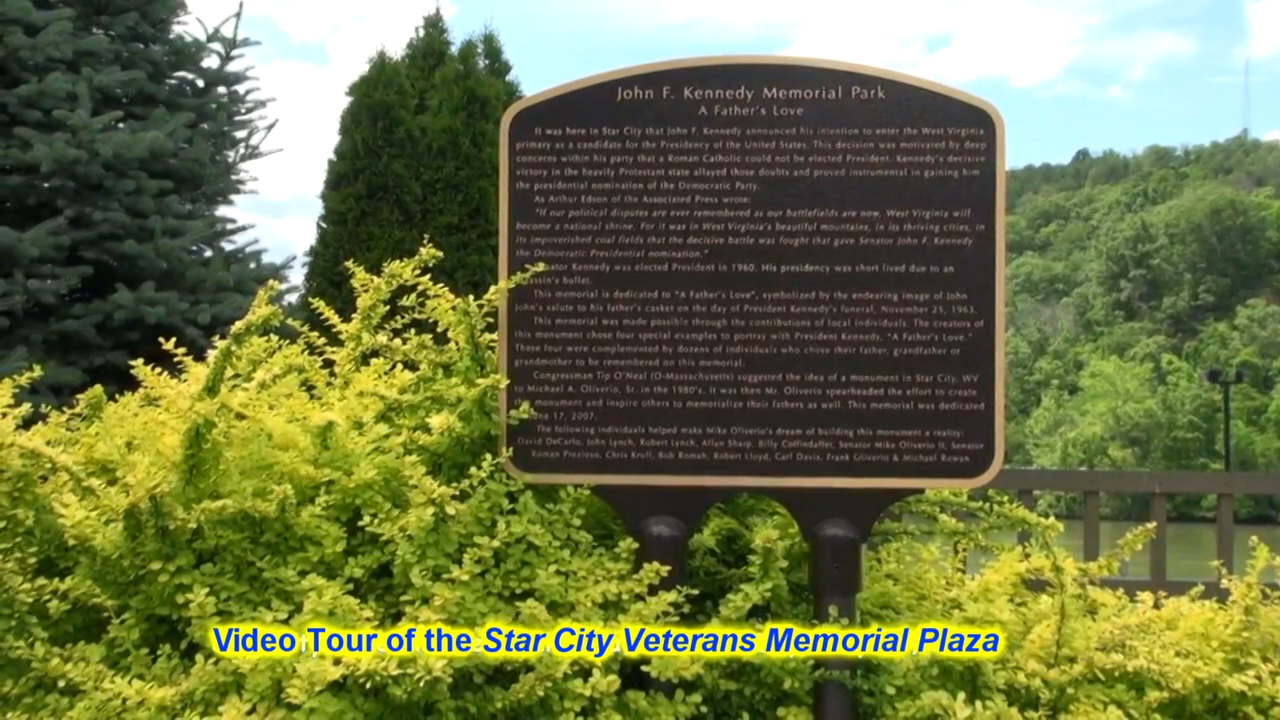 John F. Kennedy Memorial Park
A Father's Love
It was here in Star City that John F. Kennedy announced his intention to enter the West Virginia
primary as a candidate for the Presidency of the United States. This decision was motivated by deep
concerns within his party that a Roman Catholic could not be elected President. Kennedy's decisive
victory in the heavily Protestant state allayed those doubts and proved instrumental in gaining him
the presidential nomination of the Democratic Party.
As Arthur Edson of the Associated Press wrote:
"If our political disputes are ever remembered as our battlefields are now, West Virginia will
become a national shrine. For it was in West Virginia's beautiful mountains, in its thriving cities, in
its impoverished coal fields that the decisive battle was fought that gave Senator John F. Kennedy
the Democratic Presidential nomination."
ator Kennedy was elected President in 1960. His presidency was short lived due to an
assin's bullet.
This memorial is dedicated to "A Father's Love", symbolized by the endearing image of John
John's salute to his father's casket on the day of President Kennedy's funeral, November 25, 1963.
This memorial was made possible through the contributions of local individuals. The creators of
this monument chose four special examples to portray with President Kennedy, "A Father's Love."
These four were complemented by dozens of individuals who chose their father, grandfather or
grandmother to be remembered on this memorial.
Congressman Tip O'Neal (D-Massachusetts) suggested the idea of a monument in Star City, WV
to Michael A. Oliverio, Sr. in the 1980's. It was then Mr. Oliverio spearheaded the effort to create
the monument and inspire others to memorialize their fathers as well. This memorial was dedicated
une 17, 2007.
The following individuals helped make Mike Oliverio's dream of building this monument a reality:
David DeCarlo, John Lynch, Robert Lynch, Allan Sharp, Billy Coffindaffer, Senator Mike Oliverio II, Senator
Roman Prezioso, Chris Kroll, Bob Romah, Robert Lloyd, Carl Davis, Frank Oliverio & Michael Rowan
Video Tour of the Star City Veterans Memorial Plaza